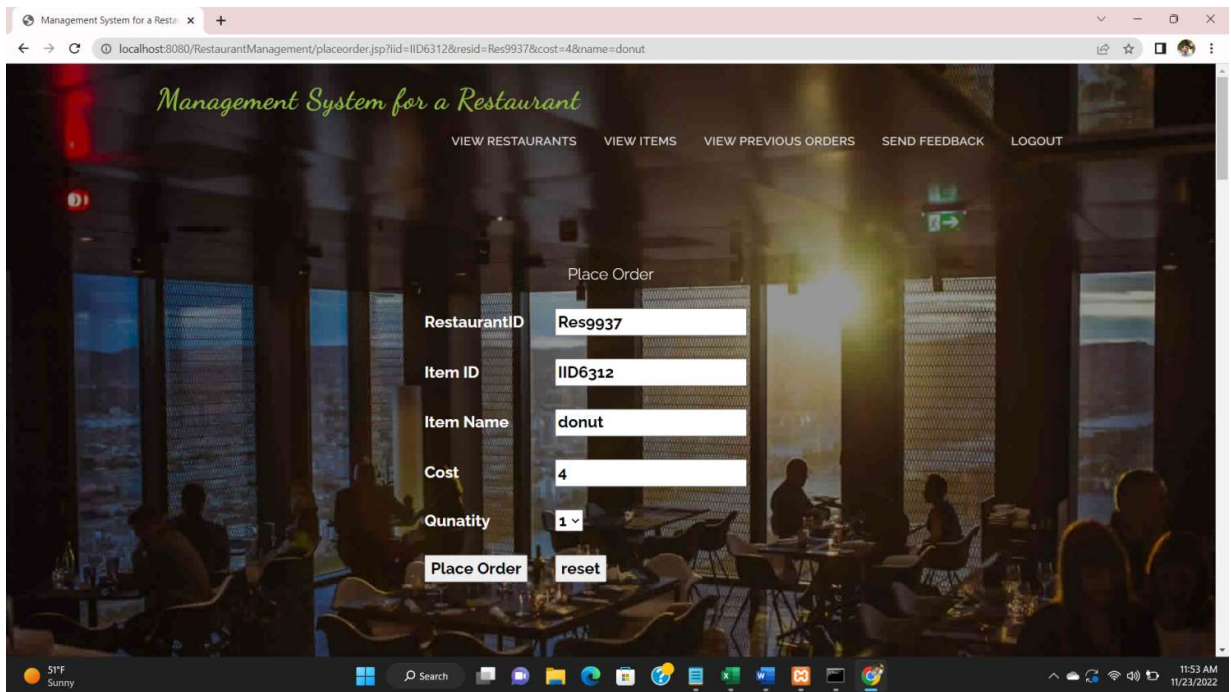 Management System for a Resta
localhost:8080/RestaurantManagement/placeorder.jsp?iid=IID6312&resid=Res9937&cost=4&name=donut
Management System for a Restaurant
VIEW RESTAURANTS VIEW ITEMS VIEW PREVIOUS ORDERS SEND FEEDBACK LOGOUT
Place Order
RestaurantID Res9937
Item ID IID6312
Item Name donut
Cost 4
Qunatity 1
Place Order reset
51°F
Sunny
Search
11:53 AM
11/23/2022